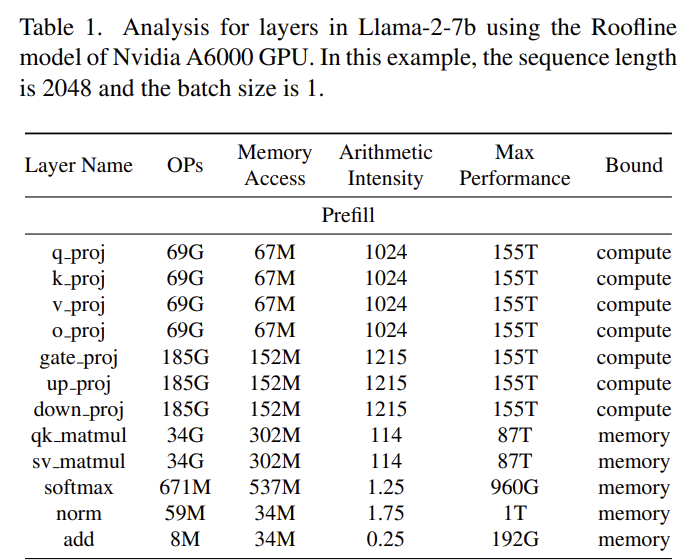 Table 1. Analysis for layers in Llama-2-7b using the Roofline
model of Nvidia A6000 GPU. In this example, the sequence length
is 2048 and the batch size is 1.
Layer Name OPs Memory Access Arithmetic Intensity Max Performance Bound
Prefill
q_proj 69G 67M 1024 155T compute
k_proj 69G 67M 1024 155T compute
v_proj 69G 67M 1024 155T compute
o_proj 69G 67M 1024 155T compute
gate_proj 185G 152M 1215 155T compute
up_proj 185G 152M 1215 155T compute
down_proj 185G 152M 1215 155T compute
qk_matmul 34G 302M 114 87T memory
sv_matmul 34G 302M 114 87T memory
softmax 671M 537M 1.25 960G memory
norm 59M 34M 1.75 1T memory
add 8M 34M 0.25 192G memory